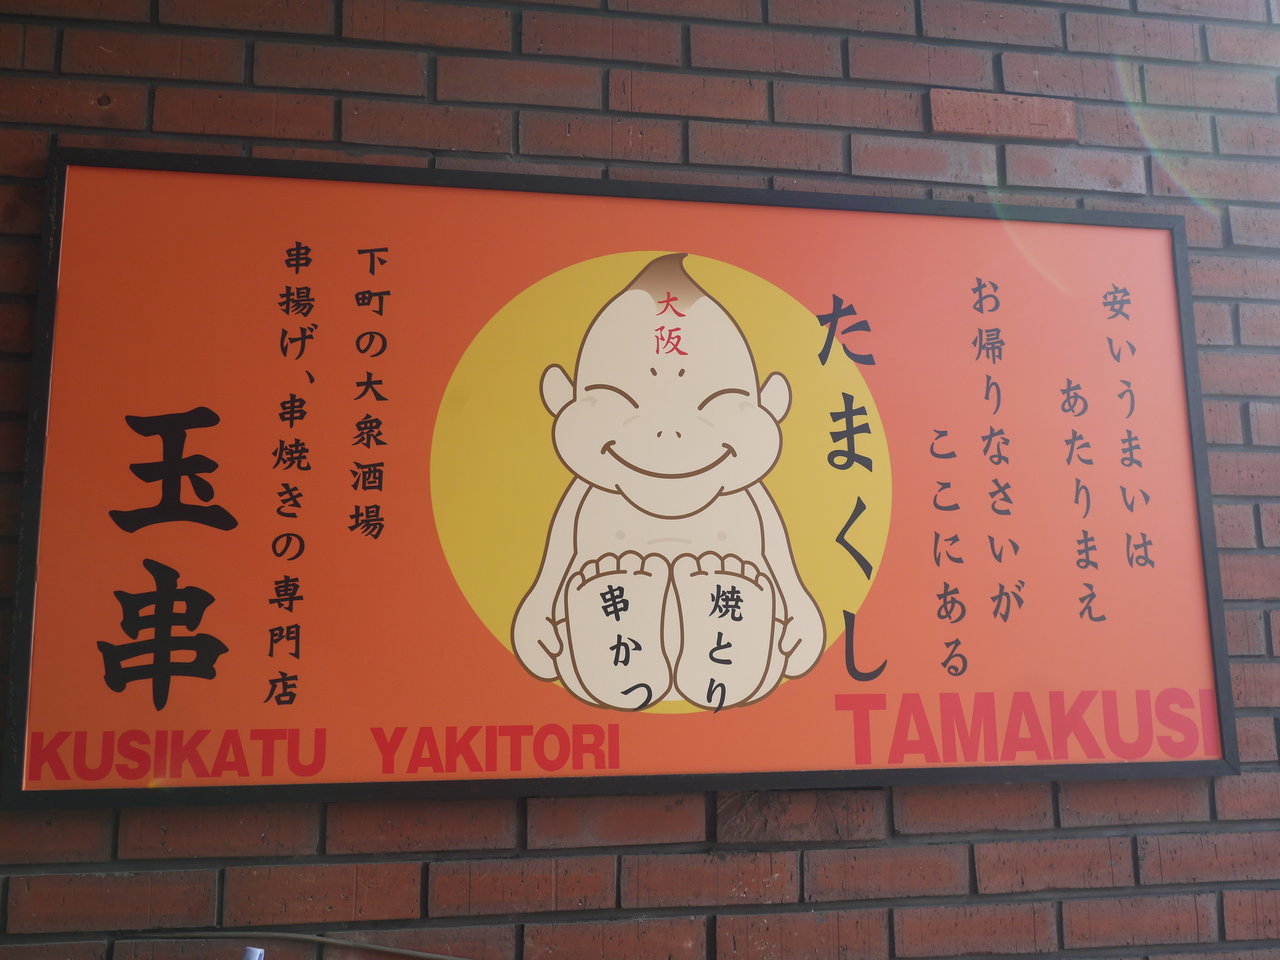 安いうまいは
あたりまえ
お帰りなさいが
ここにある
たまくし
大阪
焼とり
串かつ
下町の大衆酒場
串揚げ、串焼きの専門店
玉串
KUSIKATU YAKITORI
TAMAKUSI